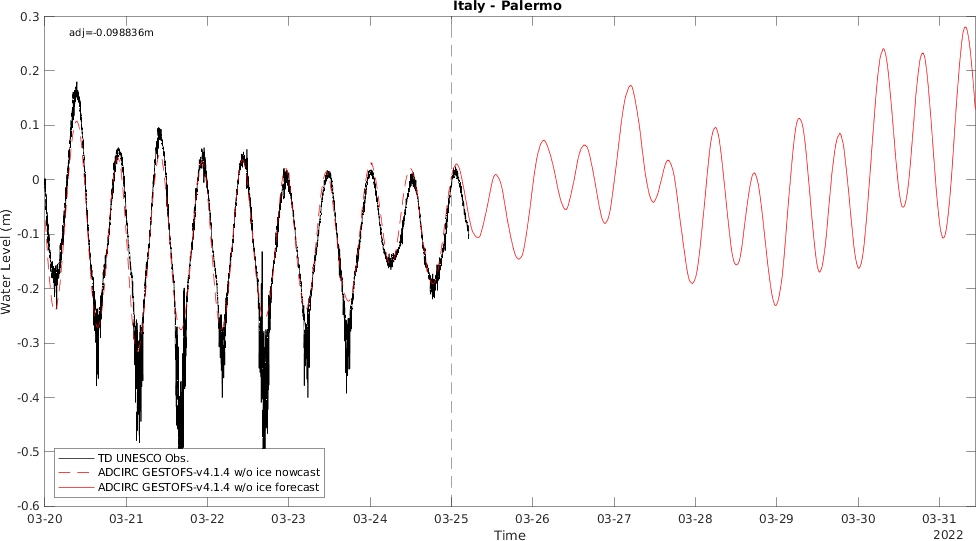 Italy - Palermo
adj=-0.098836m
0.3
0.2
0.1
0
-0.1
-0.2
-0.3
-0.4
-0.5
-0.6
Water Level (m)
TD UNESCO Obs.
ADCIRC GESTOFS-v4.1.4 w/o ice nowcast
ADCIRC GESTOFS-v4.1.4 w/o ice forecast
03-20 03-21 03-22 03-23 03-24 03-25 03-26 03-27 03-28 03-29 03-30 03-31
Time 2022